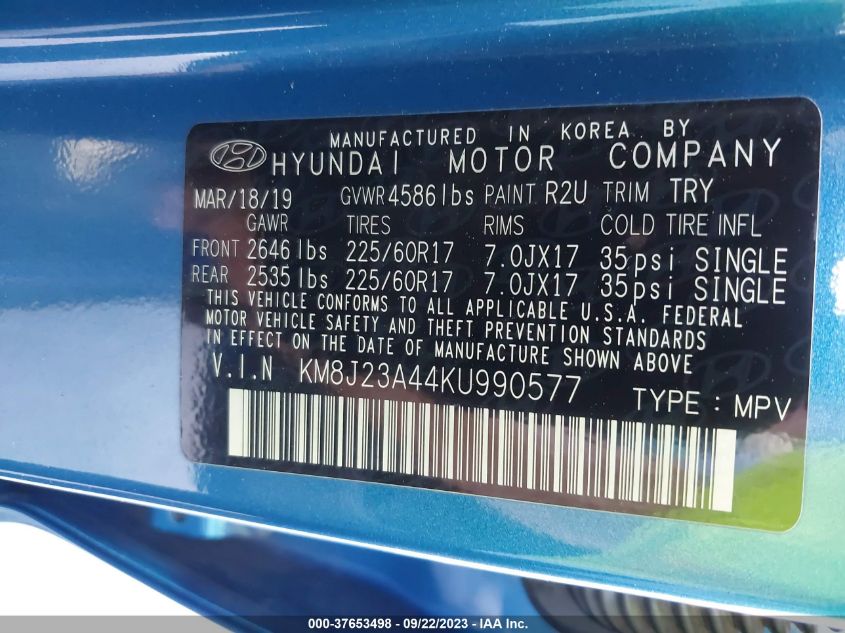 MANUFACTURED IN KOREA BY
HYUNDAI MOTOR COMPANY
MAR/18/19 GVWR 4586 lbs PAINT R2U TRIM TRY
GAWR TIRES RIMS COLD TIRE INFL
FRONT 2646 lbs 225/60R17 7.0JX17 35psi SINGLE
REAR 2535 lbs 225/60R17 7.0JX17 35psi SINGLE
THIS VEHICLE CONFORMS TO ALL APPLICABLE U.S.A. FEDERAL
MOTOR VEHICLE SAFETY AND THEFT PREVENTION STANDARDS
IN EFFECT ON THE DATE OF MANUFACTURE SHOWN ABOVE
V.I.N KM8J23A44KU990577 TYPE : MPV
000-37653498 - 09/22/2023 - IAA Inc.